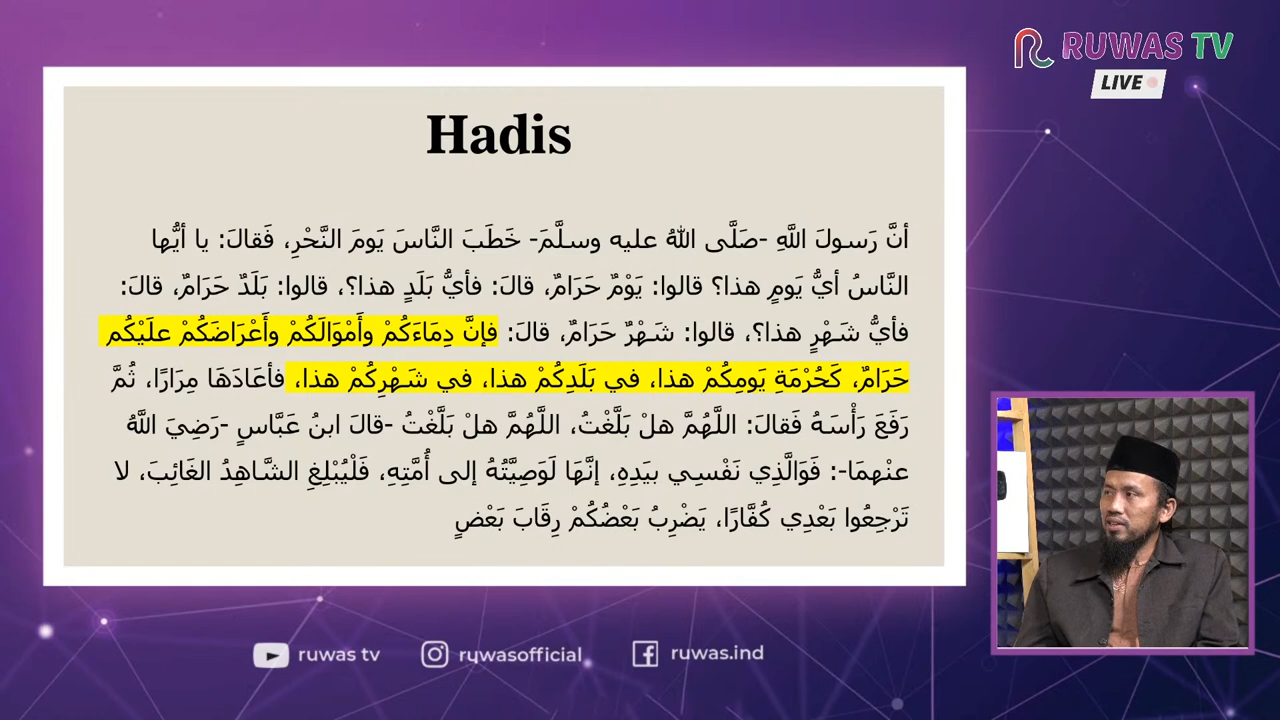 RUWAS TV
LIVE
Hadis
أنَّ رَسولَ اللَّهِ -صَلَّى اللهُ عليه وسلَّمَ- خَطَبَ النَّاسَ يَومَ النَّحْرِ، فَقالَ: يا أيُّها
النَّاسُ أيُّ يَومٍ هذا؟ قالوا: يَوْمٌ حَرَامٌ، قالَ: فأيُّ بَلَدٍ هذا؟، قالوا: بَلَدٌ حَرَامٌ، قالَ:
فأيُّ شَهْرٍ هذا؟، قالوا: شَهْرٌ حَرَامٌ، قالَ: فإنَّ دِمَاءَكُمْ وأَمْوَالَكُمْ وأَعْرَاضَكُمْ علَيْكُم
حَرَامٌ، كَحُرْمَةِ يَومِكُمْ هذا، في بَلَدِكُمْ هذا، في شَهْرِكُمْ هذا، فأعَادَهَا مِرَارًا، ثُمَّ
رَفَعَ رَأْسَهُ فَقالَ: اللَّهُمَّ هلْ بَلَّغْتُ، اللَّهُمَّ هلْ بَلَّغْتُ -قالَ ابنُ عَبَّاسٍ -رَضِيَ اللَّهُ
عنْهمَا-: فَوَالَّذِي نَفْسِي بيَدِهِ، إنَّهَا لَوَصِيَّتُهُ إلى أُمَّتِهِ، فَلْيُبْلِغِ الشَّاهِدُ الغَائِبَ، لا
تَرْجِعُوا بَعْدِي كُفَّارًا، يَضْرِبُ بَعْضُكُمْ رِقَابَ بَعْضٍ
ruwas tv
ruwasofficial
ruwas.ind